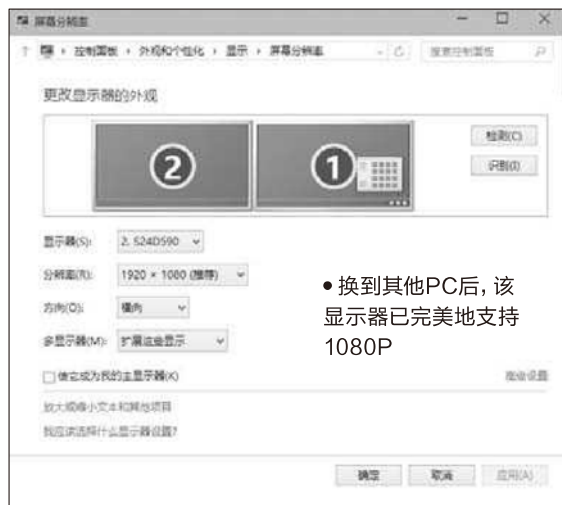 屏幕分辨率
控制面板 外观和个性化 显示 屏幕分辨率 搜索控制面板
更改显示器的外观
2 1
检测(C)
识别(I)
显示器(S): 2. S24D590
分辨率(R): 1920 × 1080 (推荐)
方向(O): 横向
多显示器(M): 扩展这些显示
使它成为我的主显示器(K) 高级设置
放大或缩小文本和其他项目
我应该选择什么显示器设置?
•换到其他PC后，该
显示器已完美地支持
1080P
确定 取消 应用(A)